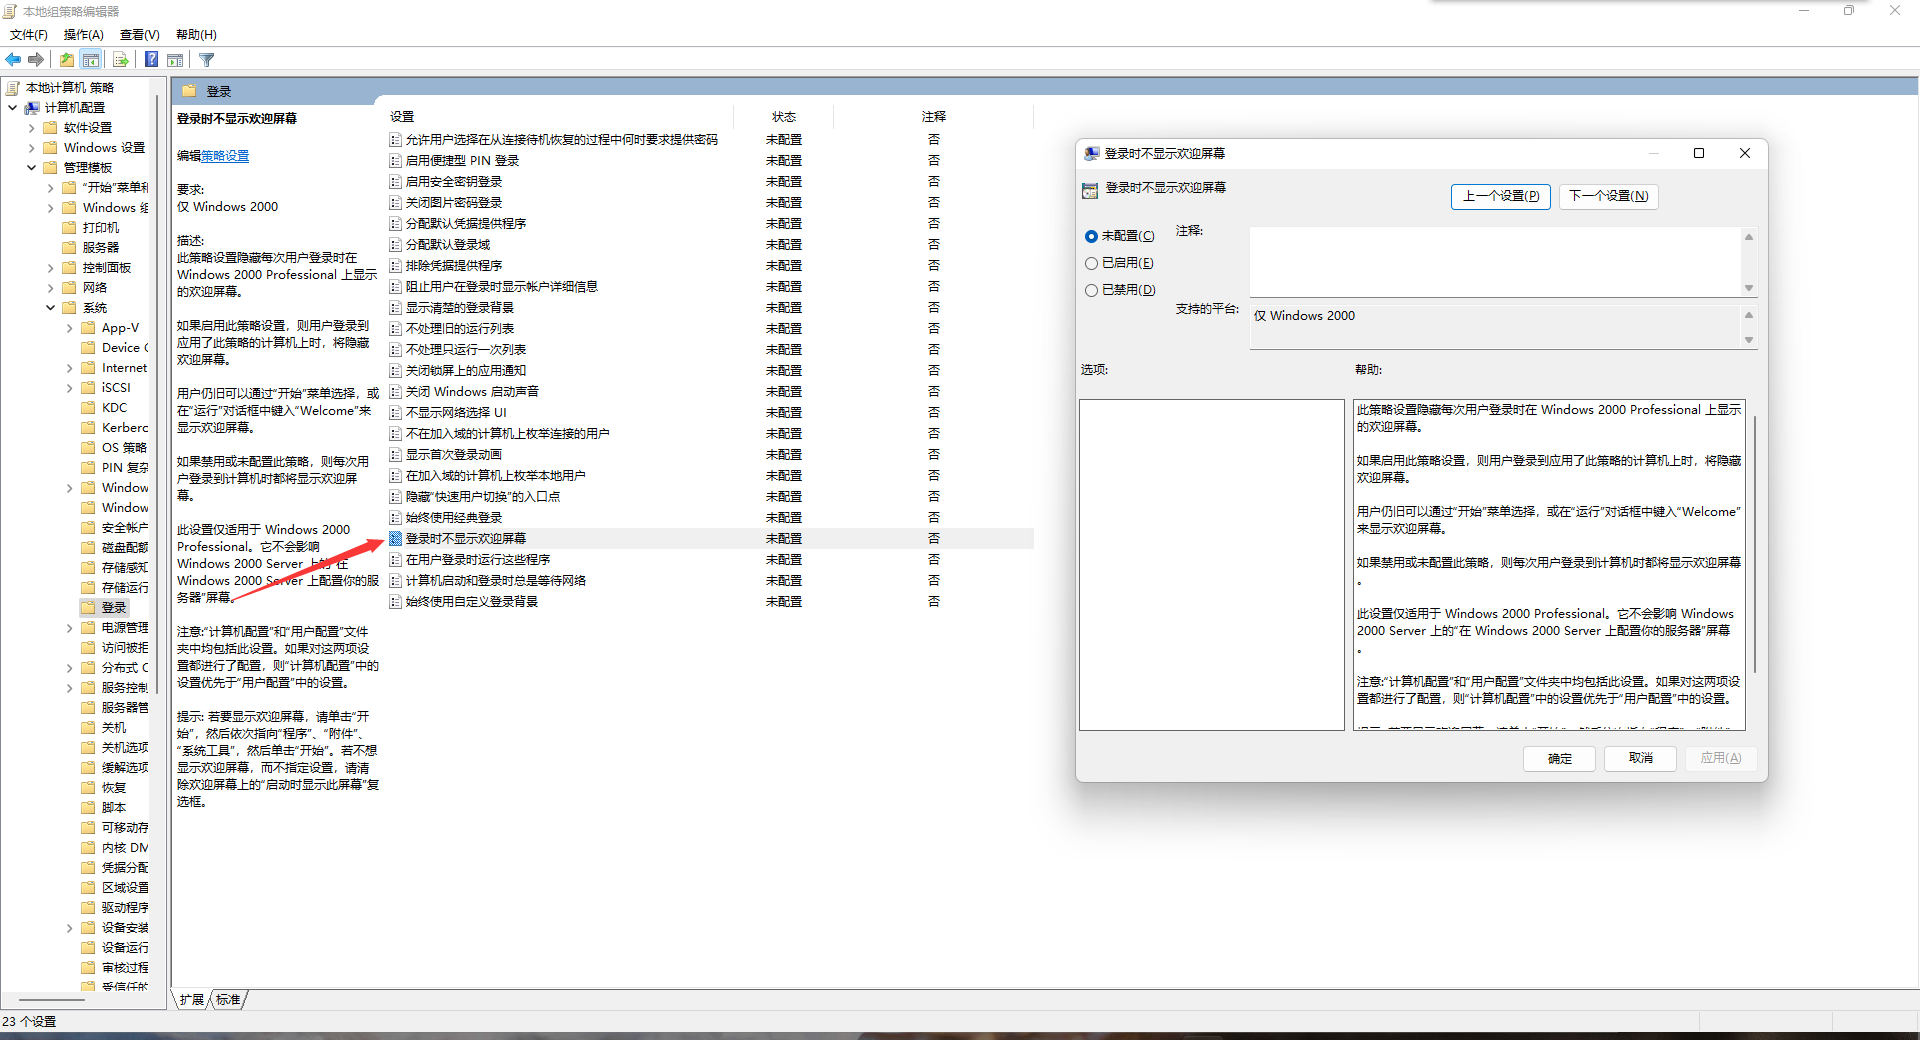 本地组策略编辑器
文件(F) 操作(A) 查看(V) 帮助(H)
本地计算机 策略
计算机配置
软件设置
Windows 设置
管理模板
“开始”菜单和
Windows 组
打印机
服务器
控制面板
网络
系统
App-V
Device C
Internet
iSCSI
KDC
Kerberc
OS 策略
PIN 复杂
Window
Window
安全帐户
磁盘配额
存储感知
存储运行
登录
电源管理
访问被拒
分布式 C
服务控制
服务器管
关机
关机选项
缓解选项
恢复
脚本
可移动存
内核 DM
凭据分配
区域设置
驱动程序
设备安装
设备运行
审核过程
受信任的
登录
登录时不显示欢迎屏幕
编辑策略设置
要求:
仅 Windows 2000
描述:
此策略设置隐藏每次用户登录时在
Windows 2000 Professional 上显示
的欢迎屏幕。
如果启用此策略设置，则用户登录到
应用了此策略的计算机上时，将隐藏
欢迎屏幕。
用户仍旧可以通过“开始”菜单选择，或
在“运行”对话框中键入“Welcome”来
显示欢迎屏幕。
如果禁用或未配置此策略，则每次用
户登录到计算机时都将显示欢迎屏
幕。
此设置仅适用于 Windows 2000
Professional。它不会影响
Windows 2000 Server 上的“在
Windows 2000 Server 上配置你的服
务器”屏幕。
注意:“计算机配置”和“用户配置”文件
夹中均包括此设置。如果对这两项设
置都进行了配置，则“计算机配置”中的
设置优先于“用户配置”中的设置。
提示: 若要显示欢迎屏幕，请单击“开
始”，然后依次指向“程序”、“附件”、
“系统工具”，然后单击“开始”。若不想
显示欢迎屏幕，而不指定设置，请清
除欢迎屏幕上的“启动时显示此屏幕”复
选框。
设置 状态 注释
允许用户选择在从连接待机恢复的过程中何时要求提供密码 未配置 否
启用便捷型 PIN 登录 未配置 否
启用安全密钥登录 未配置 否
关闭图片密码登录 未配置 否
分配默认凭据提供程序 未配置 否
分配默认登录域 未配置 否
排除凭据提供程序 未配置 否
阻止用户在登录时显示帐户详细信息 未配置 否
显示清楚的登录背景 未配置 否
不处理旧的运行列表 未配置 否
不处理只运行一次列表 未配置 否
关闭锁屏上的应用通知 未配置 否
关闭 Windows 启动声音 未配置 否
不显示网络选择 UI 未配置 否
不在加入域的计算机上枚举连接的用户 未配置 否
显示首次登录动画 未配置 否
在加入域的计算机上枚举本地用户 未配置 否
隐藏“快速用户切换”的入口点 未配置 否
始终使用经典登录 未配置 否
登录时不显示欢迎屏幕 未配置 否
在用户登录时运行这些程序 未配置 否
计算机启动和登录时总是等待网络 未配置 否
始终使用自定义登录背景 未配置 否
扩展 标准
23 个设置
登录时不显示欢迎屏幕
登录时不显示欢迎屏幕
上一个设置(P) 下一个设置(N)
未配置(C) 注释:
已启用(E)
已禁用(D)
支持的平台: 仅 Windows 2000
选项: 帮助:
此策略设置隐藏每次用户登录时在 Windows 2000 Professional 上显示
的欢迎屏幕。
如果启用此策略设置，则用户登录到应用了此策略的计算机上时，将隐藏
欢迎屏幕。
用户仍旧可以通过“开始”菜单选择，或在“运行”对话框中键入“Welcome”
来显示欢迎屏幕。
如果禁用或未配置此策略，则每次用户登录到计算机时都将显示欢迎屏幕
。
此设置仅适用于 Windows 2000 Professional。它不会影响 Windows
2000 Server 上的“在 Windows 2000 Server 上配置你的服务器”屏幕
。
注意:“计算机配置”和“用户配置”文件夹中均包括此设置。如果对这两项设
置都进行了配置，则“计算机配置”中的设置优先于“用户配置”中的设置。
确定 取消 应用(A)